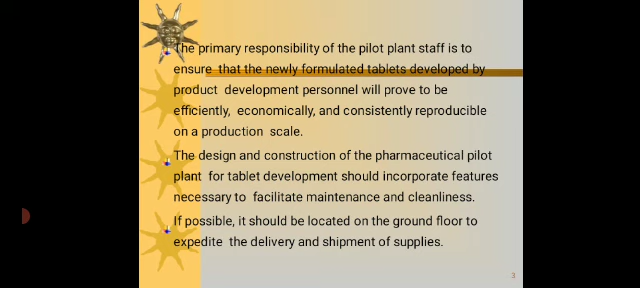 The primary responsibility of the pilot plant staff is to
ensure that the newly formulated tablets developed by
product development personnel will prove to be
efficiently, economically, and consistently reproducible
on a production scale.
The design and construction of the pharmaceutical pilot
plant for tablet development should incorporate features
necessary to facilitate maintenance and cleanliness.
If possible, it should be located on the ground floor to
expedite the delivery and shipment of supplies.
3